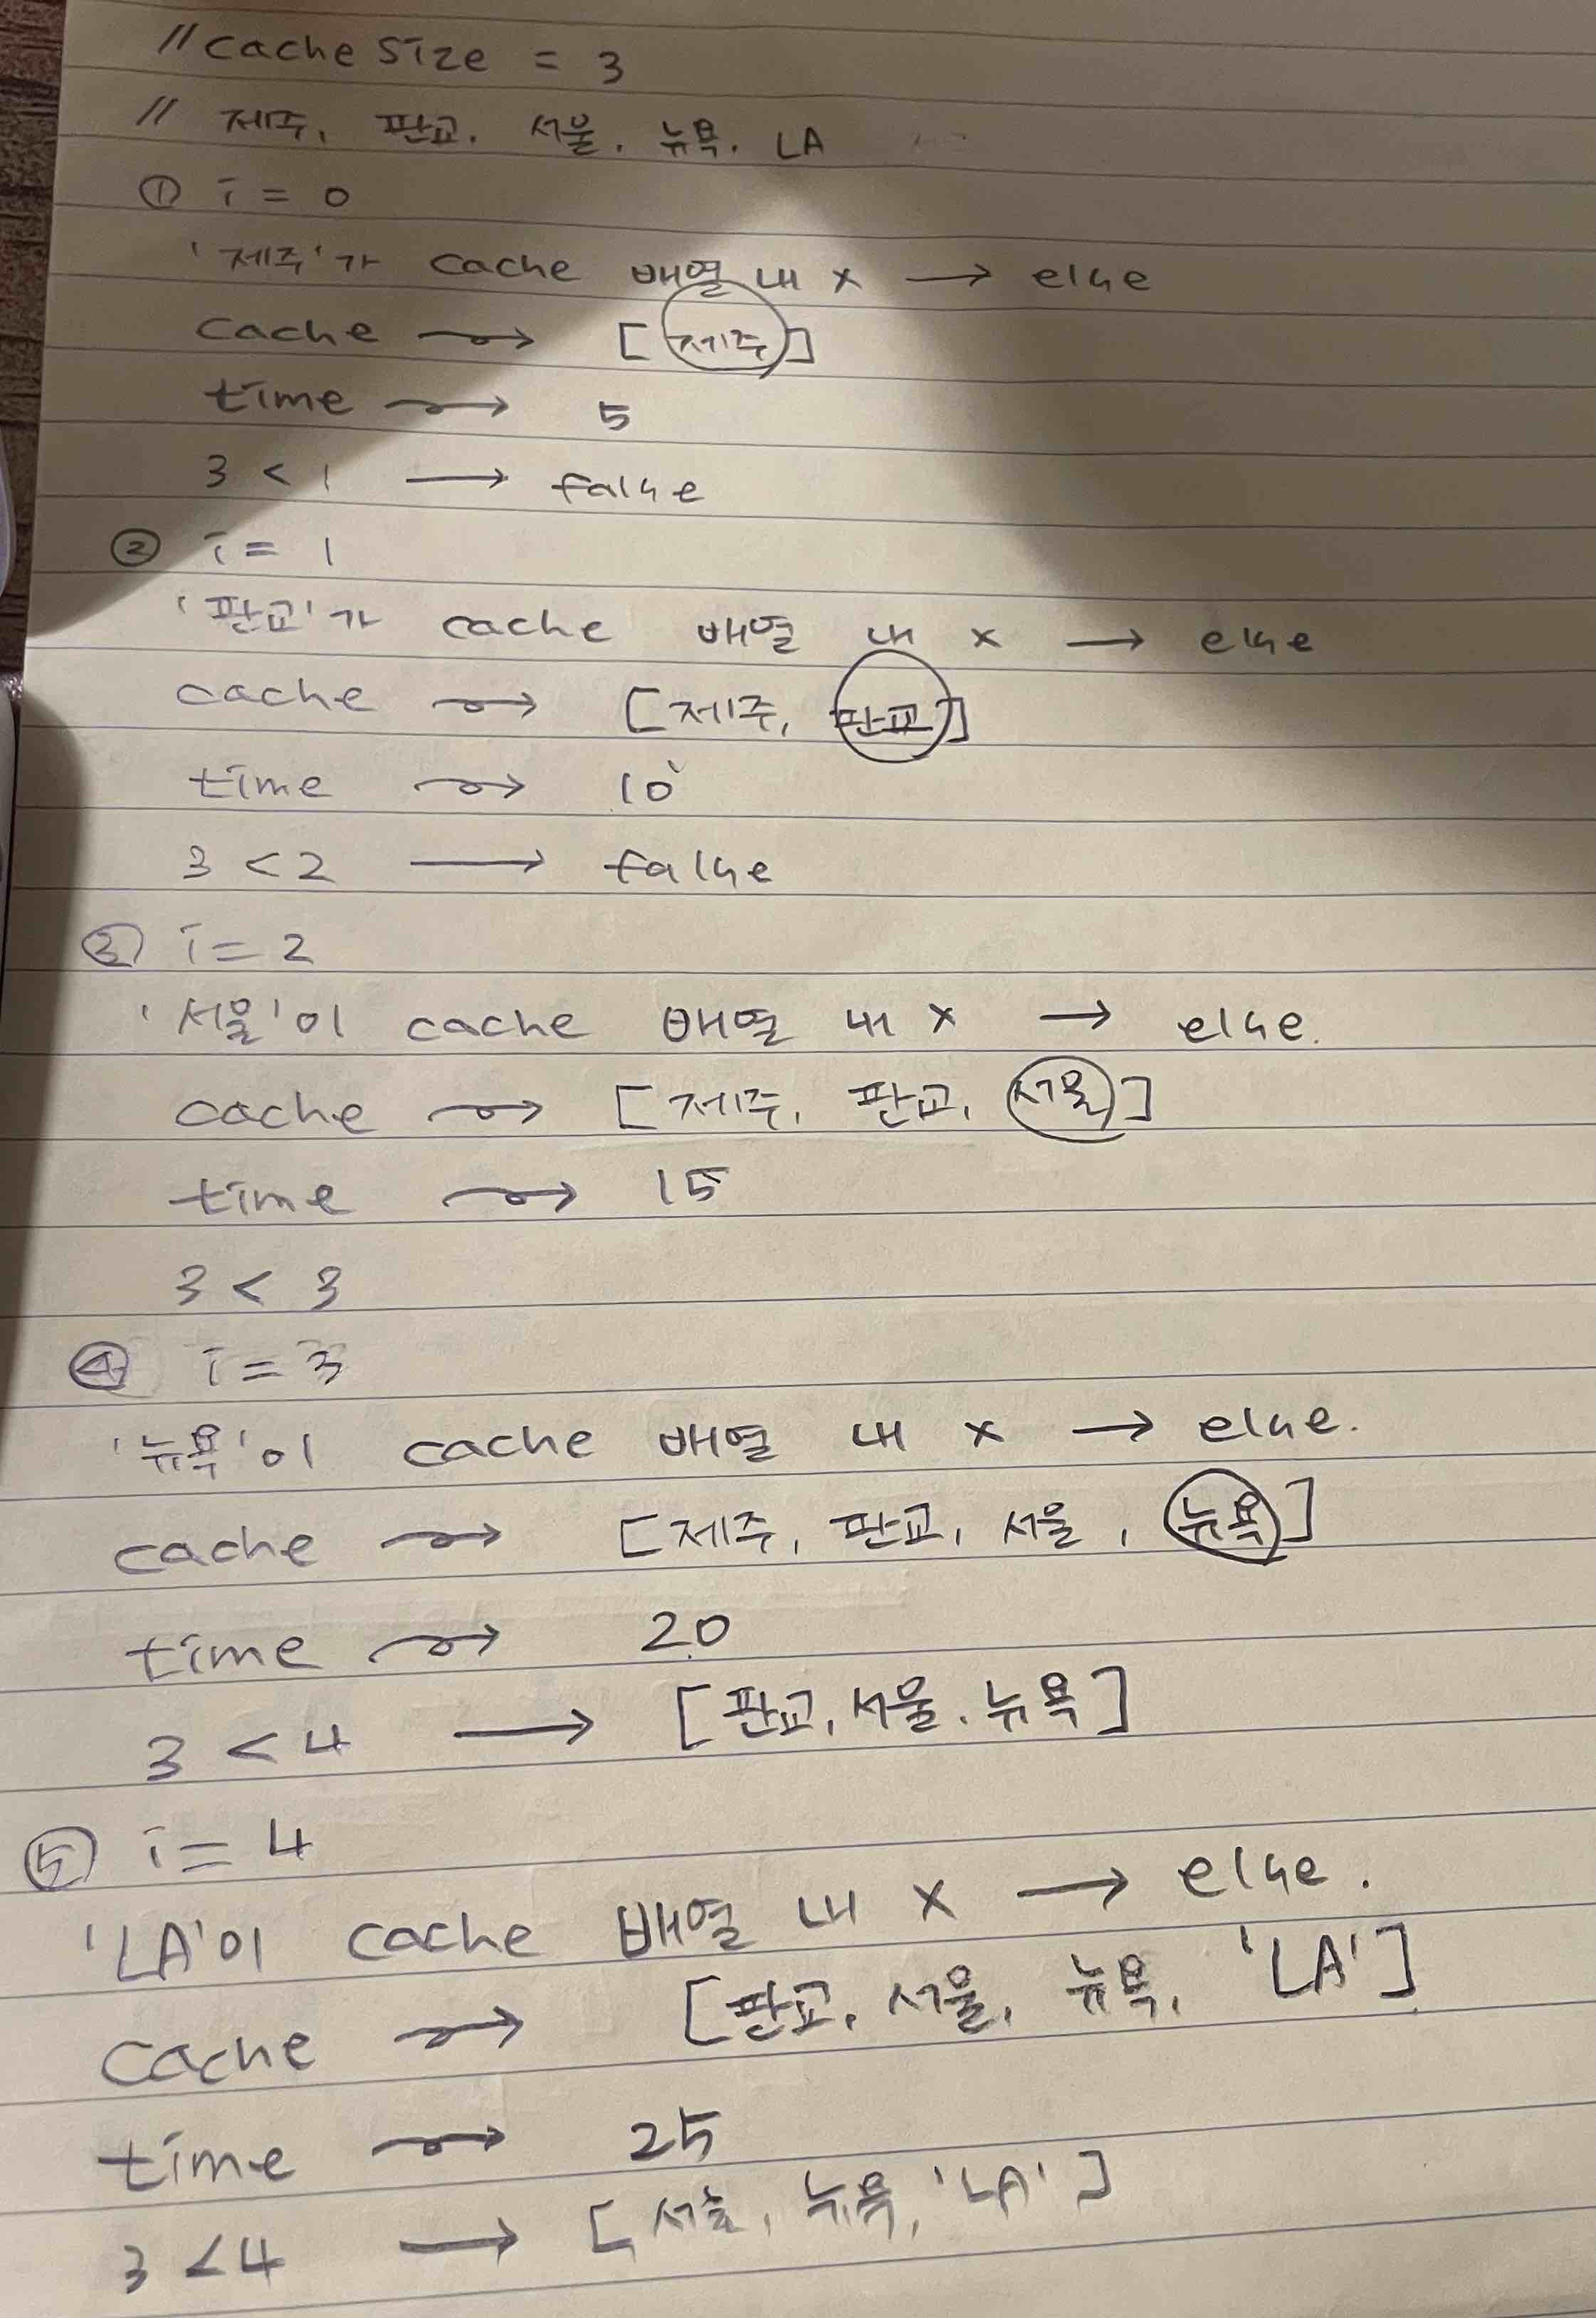 // cache size = 3
// 제주, 판교, 서울, 뉴욕, LA
① i = 0
'제주'가 cache 배열 내 x → else
cache → [제주]
time → 5
3 < 1 → false
② i = 1
'판교'가 cache 배열 내 x → else
cache → [제주, 판교]
time → 10
3 < 2 → false
③ i = 2
'서울'이 cache 배열 내 x → else.
cache → [제주, 판교, 서울]
time → 15
3 < 3
④ i = 3
'뉴욕'이 cache 배열 내 x → else.
cache → [제주, 판교, 서울, 뉴욕]
time → 20
3 < 4 → [판교, 서울, 뉴욕]
⑤ i = 4
'LA'이 cache 배열 내 x → else.
cache → [판교, 서울, 뉴욕, 'LA']
time → 25
3 < 4 → [서울, 뉴욕, 'LA']